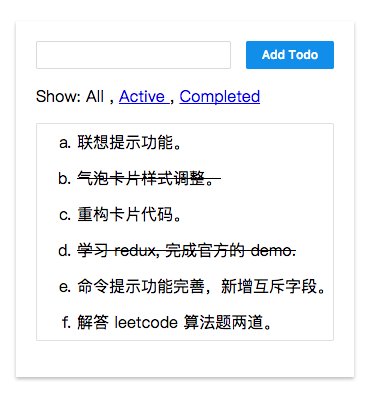 Add Todo
Show: All , Active , Completed
a. 联想提示功能。
b. 气泡卡片样式调整。
c. 重构卡片代码。
d. 学习 redux, 完成官方的 demo.
e. 命令提示功能完善，新增互斥字段。
f. 解答 leetcode 算法题两道。